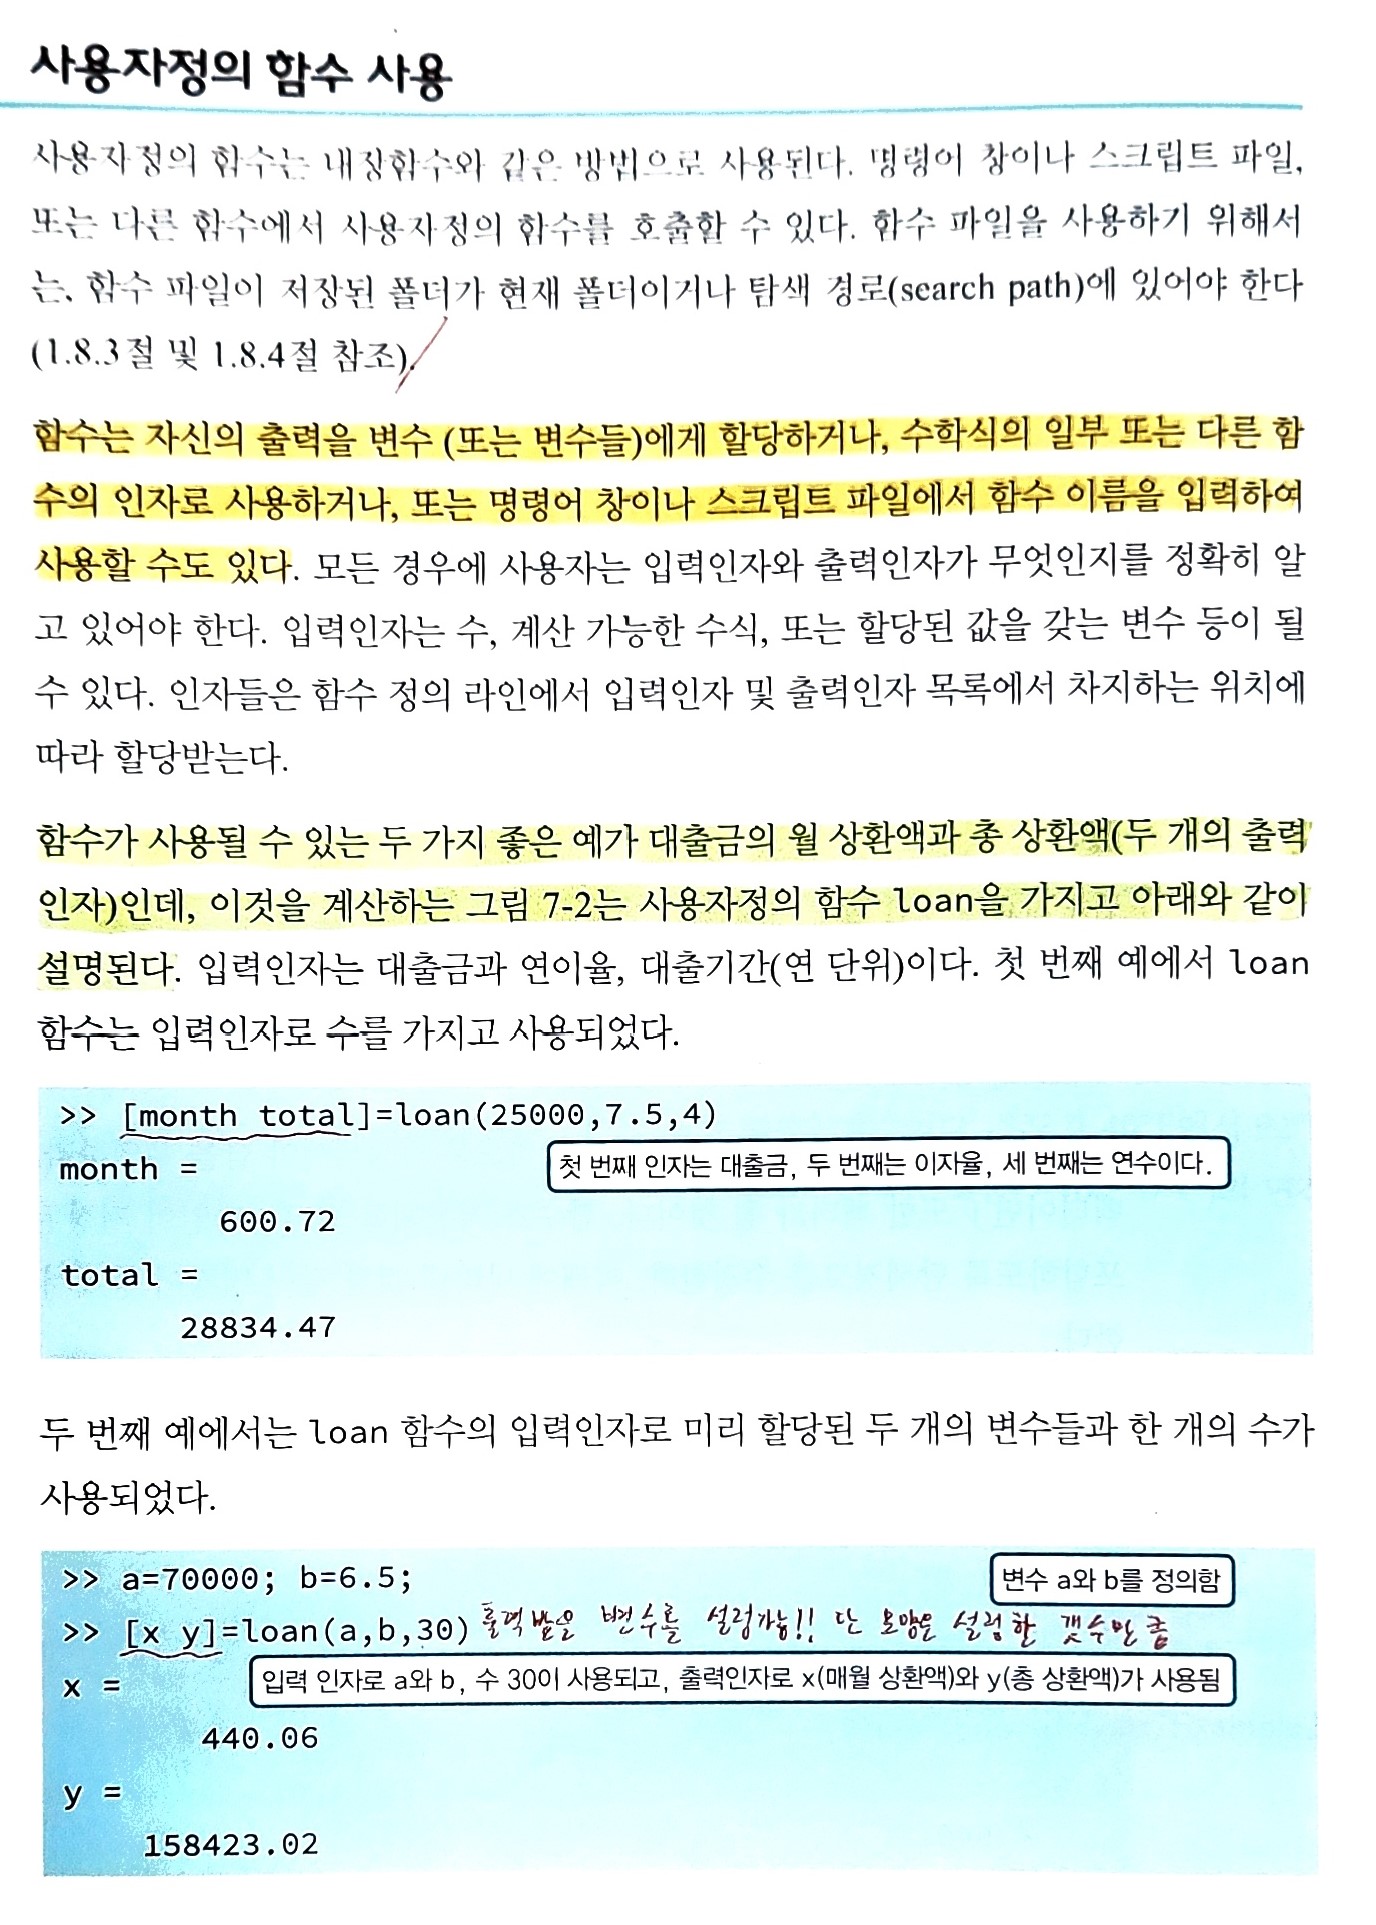 사용자정의 함수 사용
사용자정의 함수는 내장함수와 같은 방법으로 사용된다. 명령어 창이나 스크립트 파일,
또는 다른 함수에서 사용자정의 함수를 호출할 수 있다. 함수 파일을 사용하기 위해서
는, 함수 파일이 저장된 폴더가 현재 폴더이거나 탐색 경로(search path)에 있어야 한다
(1.8.3절 및 1.8.4절 참조).
함수는 자신의 출력을 변수 (또는 변수들)에게 할당하거나, 수학식의 일부 또는 다른 함
수의 인자로 사용하거나, 또는 명령어 창이나 스크립트 파일에서 함수 이름을 입력하여
사용할 수도 있다. 모든 경우에 사용자는 입력인자와 출력인자가 무엇인지를 정확히 알
고 있어야 한다. 입력인자는 수, 계산 가능한 수식, 또는 할당된 값을 갖는 변수 등이 될
수 있다. 인자들은 함수 정의 라인에서 입력인자 및 출력인자 목록에서 차지하는 위치에
따라 할당받는다.
함수가 사용될 수 있는 두 가지 좋은 예가 대출금의 월 상환액과 총 상환액(두 개의 출력
인자)인데, 이것을 계산하는 그림 7-2는 사용자정의 함수 loan을 가지고 아래와 같이
설명된다. 입력인자는 대출금과 연이율, 대출기간(연 단위)이다. 첫 번째 예에서 loan
함수는 입력인자로 수를 가지고 사용되었다.
>> [month total]=loan(25000,7.5,4)
첫 번째 인자는 대출금, 두 번째는 이자율, 세 번째는 연수이다.
month =
600.72
total =
28834.47
두 번째 예에서는 loan 함수의 입력인자로 미리 할당된 두 개의 변수들과 한 개의 수가
사용되었다.
>> a=70000; b=6.5;
변수 a와 b를 정의함
>> [x y]=loan(a,b,30) 출력 받을 변수를 설정가능!! 단 모양은 설정한 갯수만큼
x =
입력 인자로 a와 b, 수 30이 사용되고, 출력인자로 x(매월 상환액)와 y(총 상환액)가 사용됨
440.06
y =
158423.02